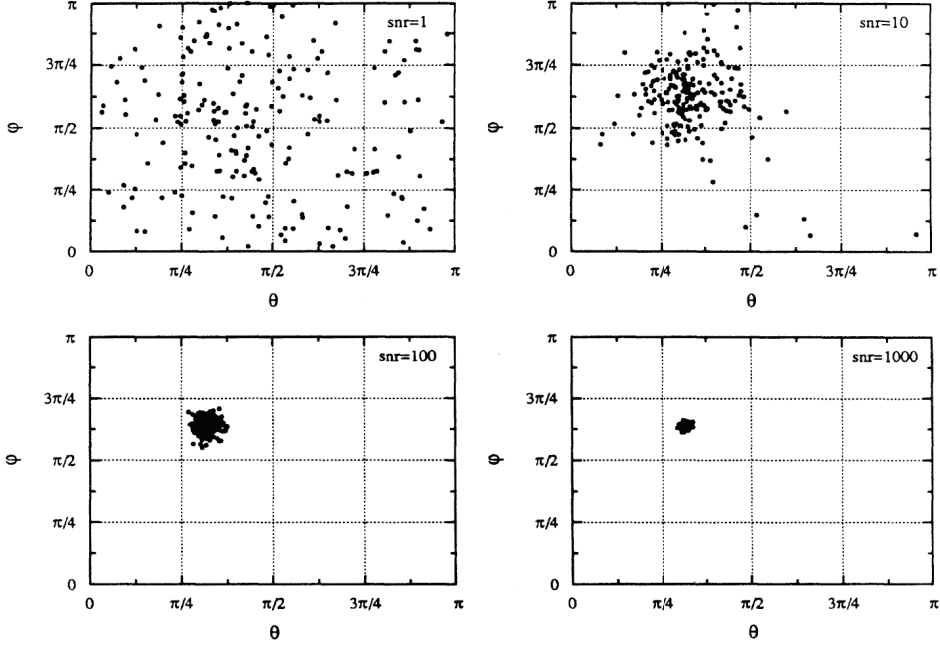 π
snr=1
3π/4
φ
π/2
π/4
0
0 π/4 π/2 3π/4 π
θ
π
snr=10
3π/4
φ
π/2
π/4
0
0 π/4 π/2 3π/4 π
θ
π
snr=100
3π/4
φ
π/2
π/4
0
0 π/4 π/2 3π/4 π
θ
π
snr=1000
3π/4
φ
π/2
π/4
0
0 π/4 π/2 3π/4 π
θ